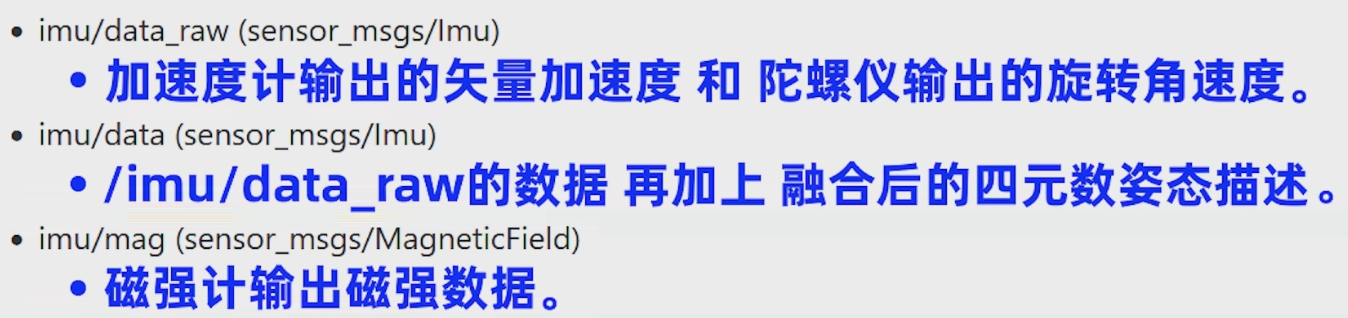 • imu/data_raw (sensor_msgs/Imu)
• 加速度计输出的矢量加速度 和 陀螺仪输出的旋转角速度。
• imu/data (sensor_msgs/Imu)
• /imu/data_raw的数据 再加上 融合后的四元数姿态描述。
• imu/mag (sensor_msgs/MagneticField)
• 磁强计输出磁强数据。